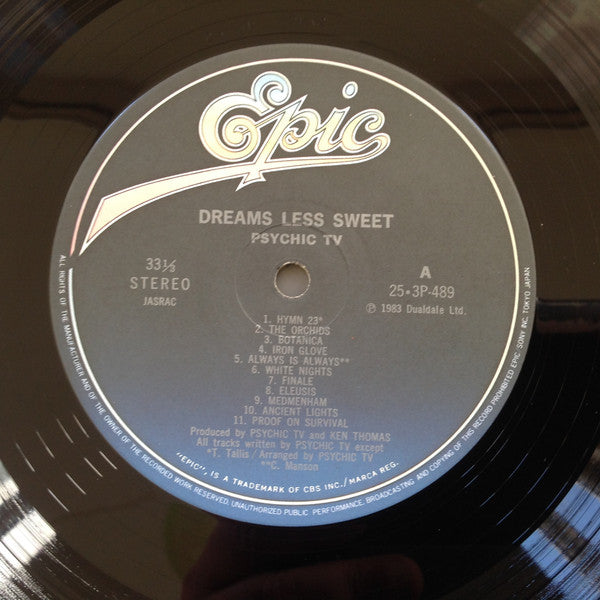 Epic
DREAMS LESS SWEET
PSYCHIC TV
33⅓
STEREO
JASRAC
A
25・3P-489
℗ 1983 Dualdale Ltd.
1. HYMN 23*
2. THE ORCHIDS
3. BOTANICA
4. IRON GLOVE
5. ALWAYS IS ALWAYS**
6. WHITE NIGHTS
7. FINALE
8. ELEUSIS
9. MEDMENHAM
10. ANCIENT LIGHTS
11. PROOF ON SURVIVAL
Produced by PSYCHIC TV and KEN THOMAS
All tracks written by PSYCHIC TV except
*T. Tallis/Arranged by PSYCHIC TV
**C. Manson
"EPIC", IS A TRADEMARK OF CBS INC./MARCA REG.
ALL RIGHTS OF THE MANUFACTURER AND OF THE OWNER OF THE RECORDED WORK RESERVED. UNAUTHORIZED PUBLIC PERFORMANCE, BROADCASTING AND COPYING OF THIS RECORD PROHIBITED EPIC SONY INC. TOKYO JAPAN